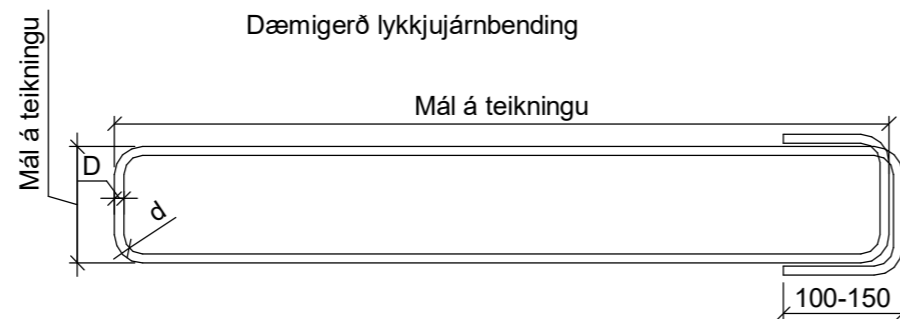 Dæmigerð lykkjujárnbending
Mál á teikningu
Mál á teikningu
D
d
100-150